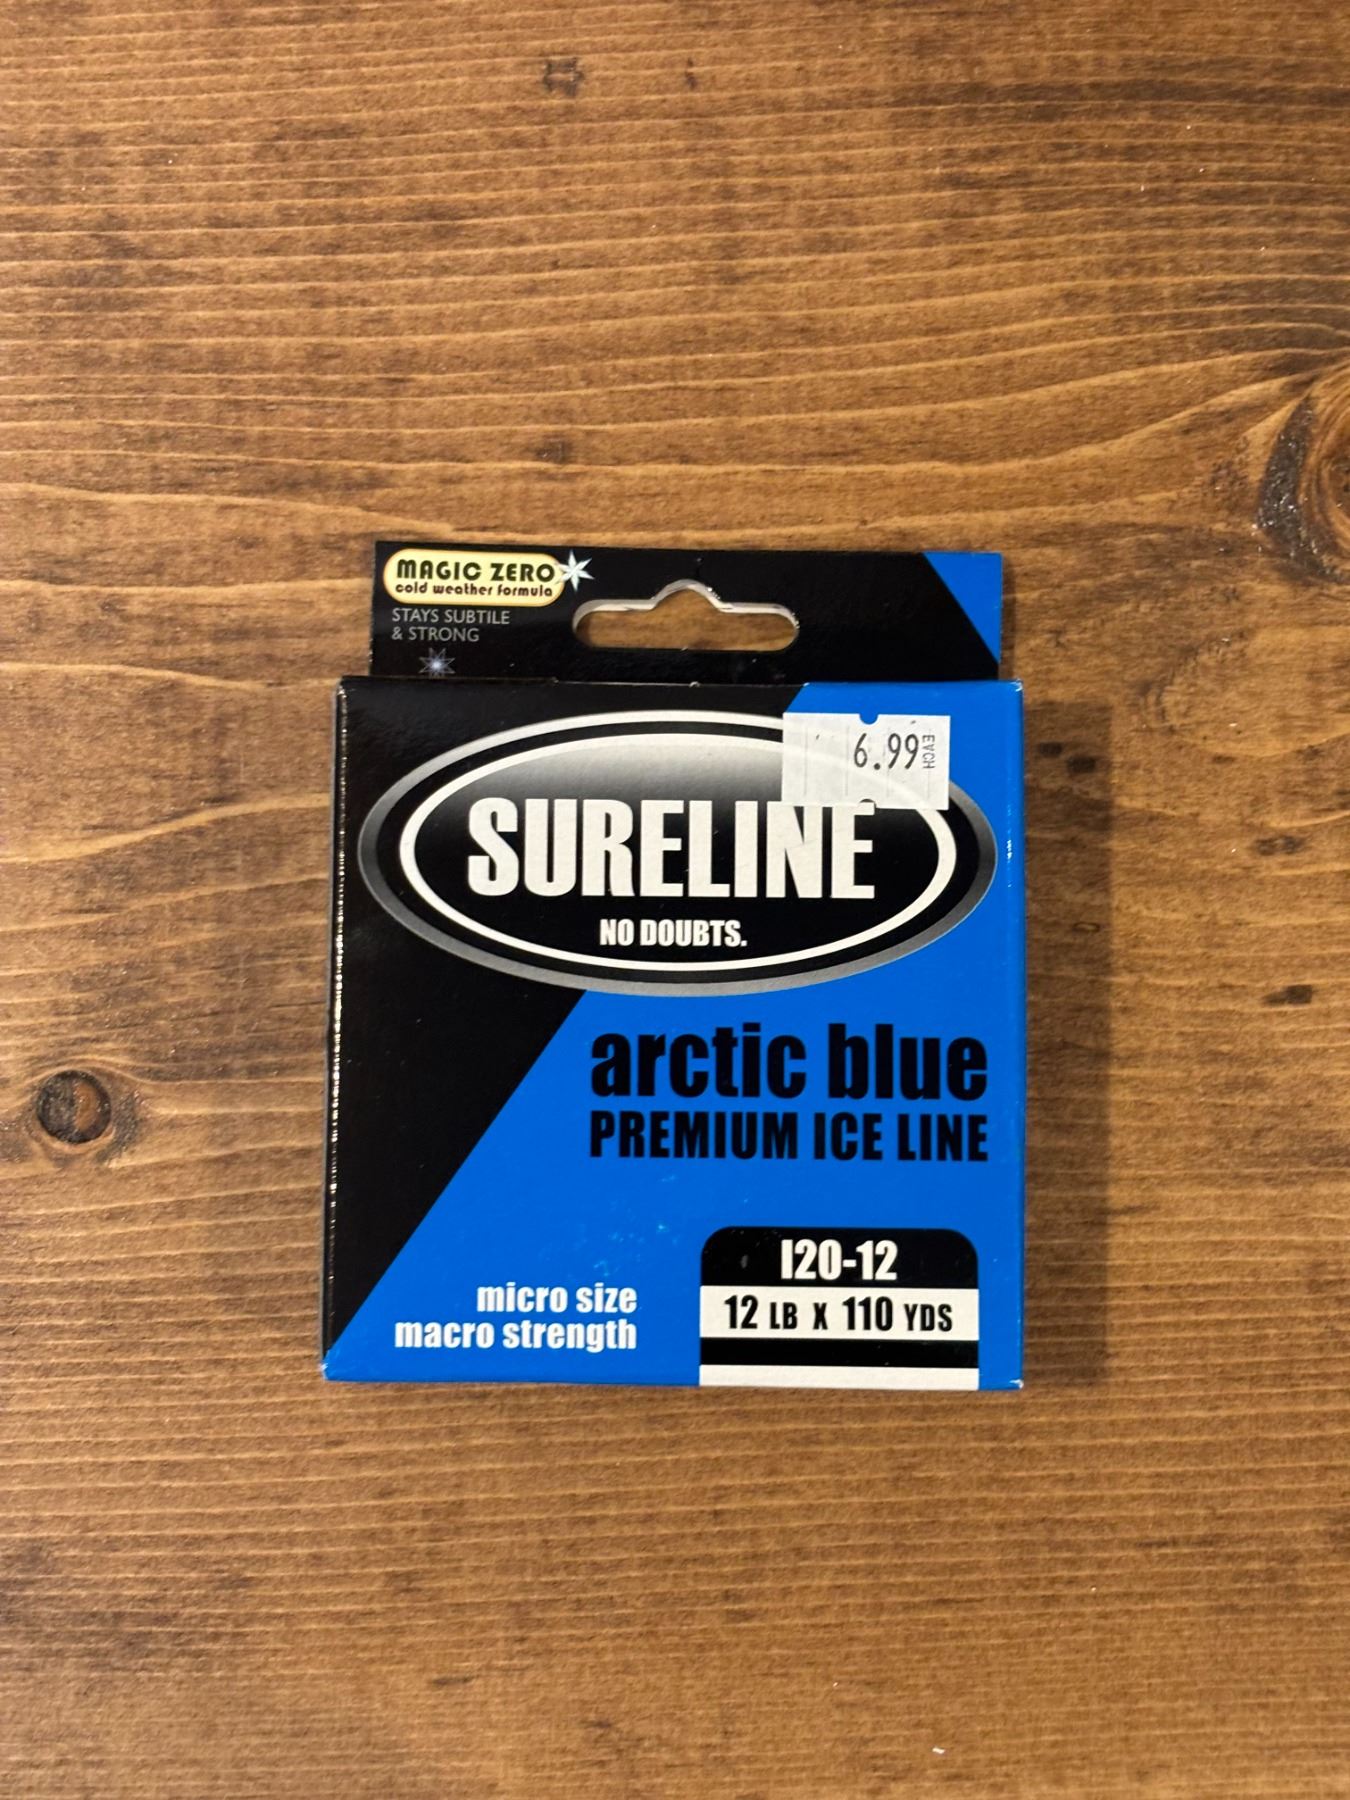 MAGIC ZERO
cold weather formula
STAYS SUBTILE
& STRONG
6.99 EACH
SURELINE
NO DOUBTS.
arctic blue
PREMIUM ICE LINE
I20-12
12 LB X 110 YDS
micro size
macro strength